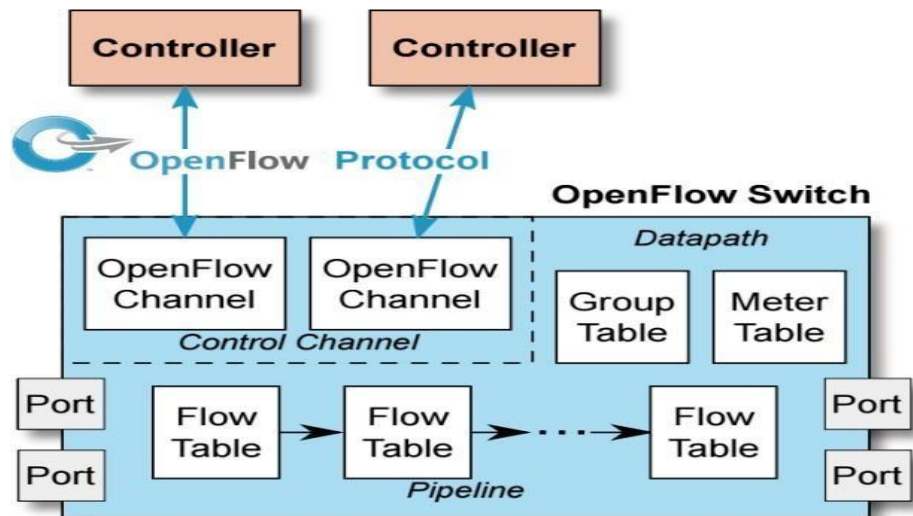 Controller
Controller
OpenFlow Protocol
OpenFlow Switch
OpenFlow
Channel
OpenFlow
Channel
Control Channel
Datapath
Group
Table
Meter
Table
Port
Port
Flow
Table
Flow
Table
...
Flow
Table
Pipeline
Port
Port